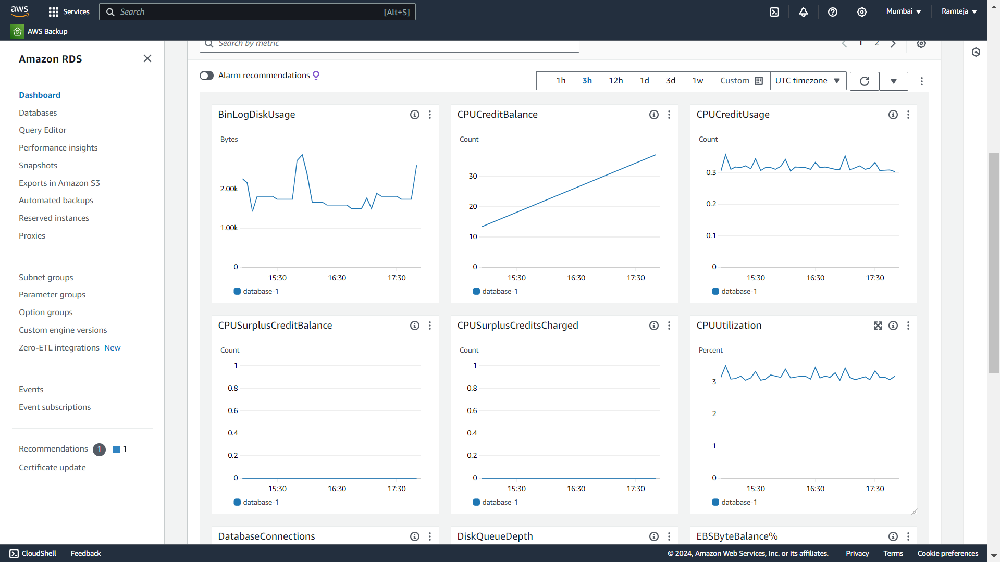 aws
Services
Search
[Alt+S]
Mumbai ▼
Ramteja ▼
AWS Backup
Amazon RDS
Dashboard
Databases
Query Editor
Performance insights
Snapshots
Exports in Amazon S3
Automated backups
Reserved instances
Proxies
Subnet groups
Parameter groups
Option groups
Custom engine versions
Zero-ETL integrations New
Events
Event subscriptions
Recommendations 1 1
Certificate update
Search by metric
1 2
Alarm recommendations
1h 3h 12h 1d 3d 1w Custom UTC timezone
BinLogDiskUsage
Bytes
2.00k
1.00k
0
15:30 16:30 17:30
database-1
CPUCreditBalance
Count
30
20
10
0
15:30 16:30 17:30
database-1
CPUCreditUsage
Count
0.3
0.2
0.1
0
15:30 16:30 17:30
database-1
CPUSurplusCreditBalance
Count
1
0.8
0.6
0.4
0.2
0
15:30 16:30 17:30
database-1
CPUSurplusCreditsCharged
Count
1
0.8
0.6
0.4
0.2
0
15:30 16:30 17:30
database-1
CPUUtilization
Percent
3
2
1
0
15:30 16:30 17:30
database-1
DatabaseConnections
DiskQueueDepth
EBSByteBalance%
CloudShell Feedback
© 2024, Amazon Web Services, Inc. or its affiliates. Privacy Terms Cookie preferences